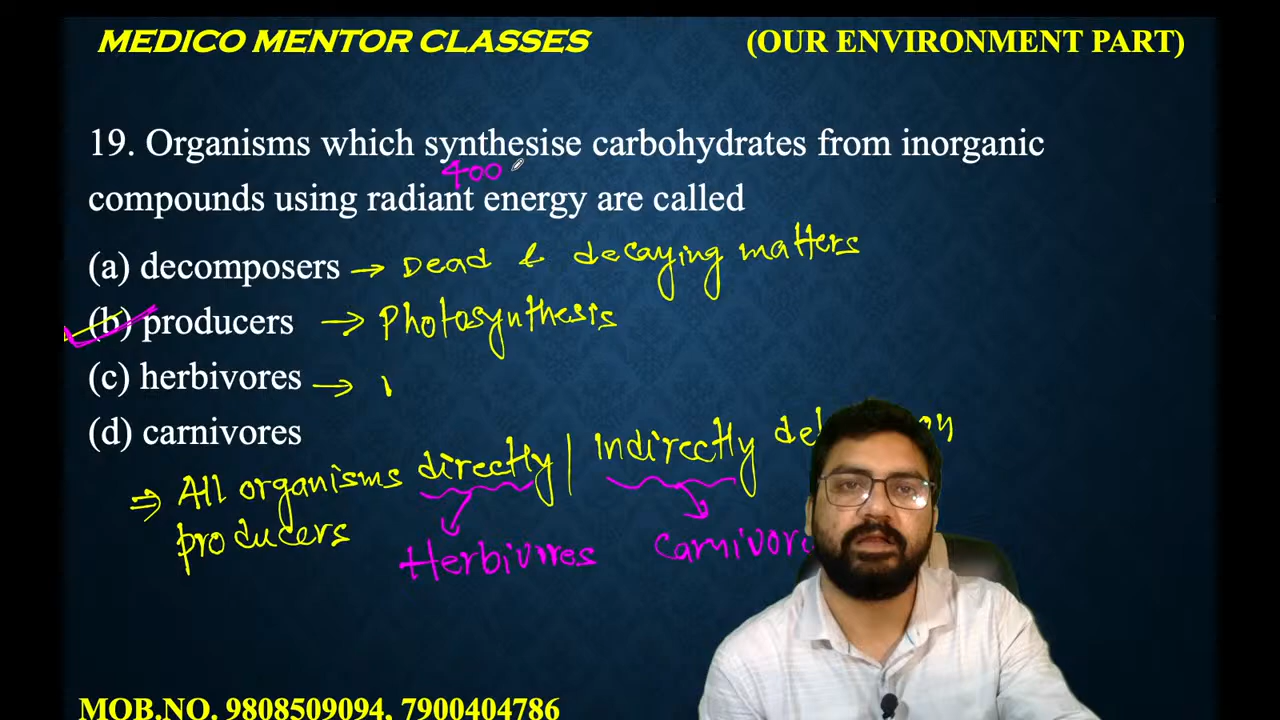 MEDICO MENTOR CLASSES (OUR ENVIRONMENT PART)
19. Organisms which synthesise carbohydrates from inorganic
400
compounds using radiant energy are called
(a) decomposers → Dead & decaying matters
(b) producers → Photosynthesis
(c) herbivores →
(d) carnivores
⇒ All organisms directly | indirectly
producers
Herbivores
MOB.NO. 9808509094, 7900404786